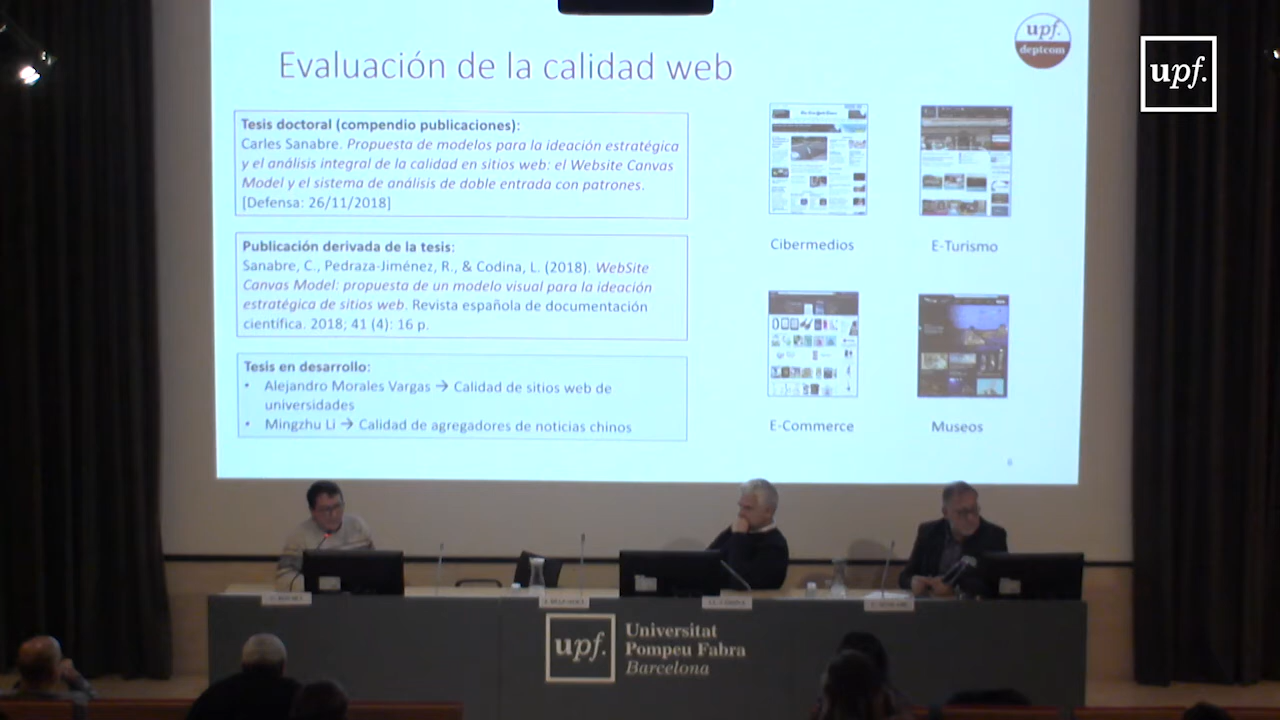 Evaluación de la calidad web
upf.
deptcom
upf.
Tesis doctoral (compendio publicaciones):
Carles Sanabre. Propuesta de modelos para la ideación estratégica
y el análisis integral de la calidad en sitios web: el Website Canvas
Model y el sistema de análisis de doble entrada con patrones.
[Defensa: 26/11/2018]
Publicación derivada de la tesis:
Sanabre, C., Pedraza-Jiménez, R., & Codina, L. (2018). WebSite
Canvas Model: propuesta de un modelo visual para la ideación
estratégica de sitios web. Revista española de documentación
científica. 2018; 41 (4): 16 p.
Tesis en desarrollo:
• Alejandro Morales Vargas → Calidad de sitios web de
universidades
• Mingzhu Li → Calidad de agregadores de noticias chinos
Cibermedios
E-Turismo
E-Commerce
Museos
upf.
Universitat
Pompeu Fabra
Barcelona